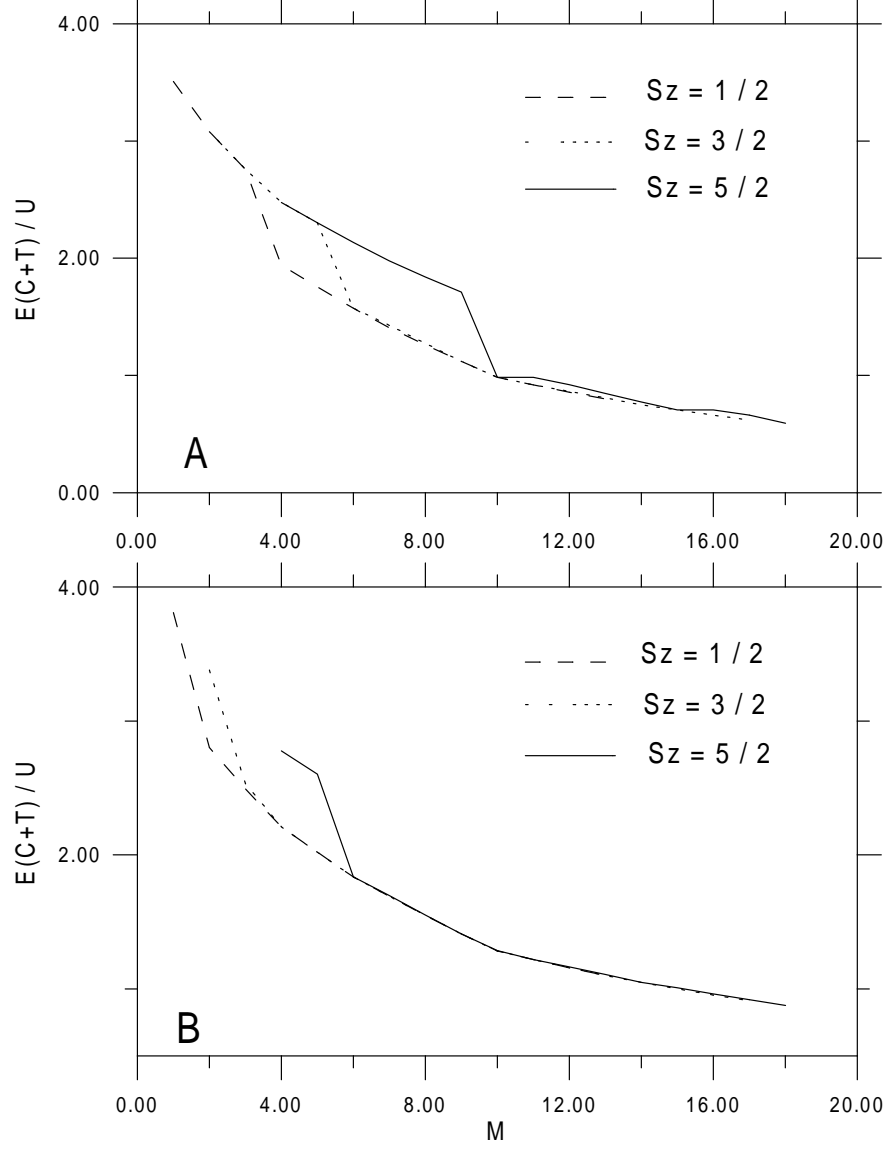 4.00
Sz = 1 / 2
Sz = 3 / 2
Sz = 5 / 2
2.00
E(C+T) / U
A
0.00
0.00 4.00 8.00 12.00 16.00 20.00
4.00
Sz = 1 / 2
Sz = 3 / 2
Sz = 5 / 2
2.00
E(C+T) / U
B
0.00 4.00 8.00 12.00 16.00 20.00
M